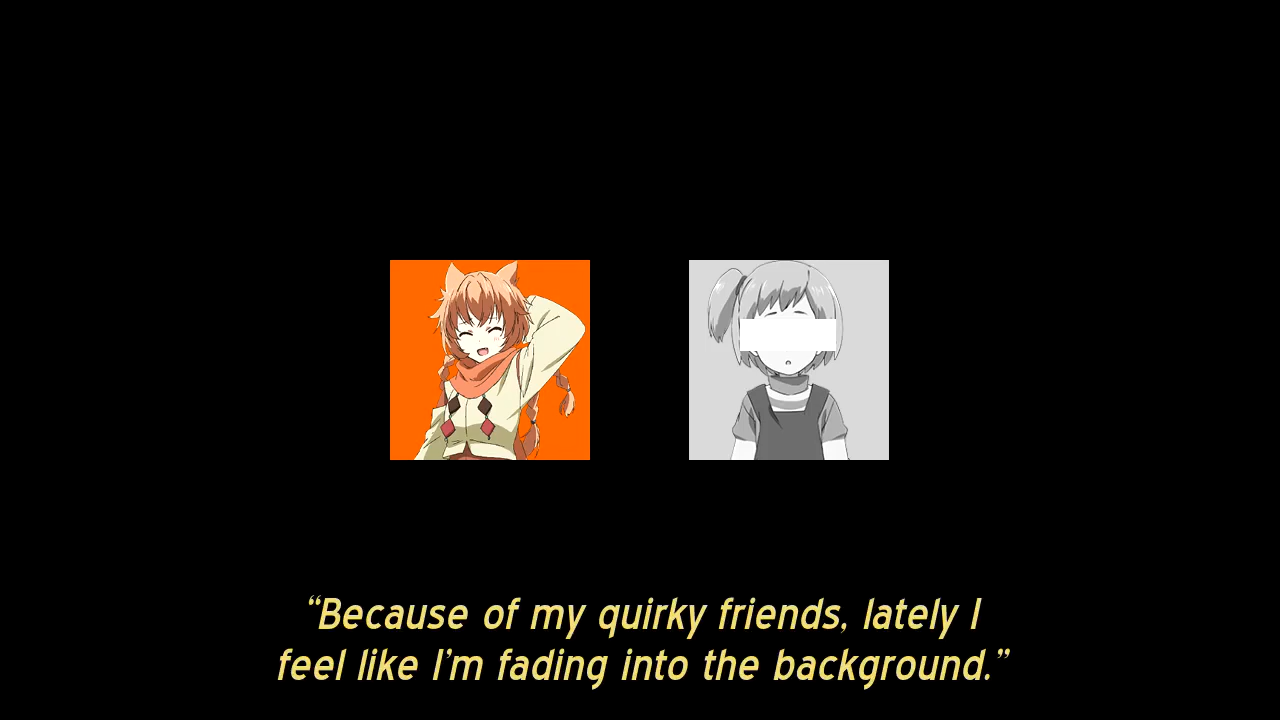 “Because of my quirky friends, lately I
feel like I’m fading into the background.”